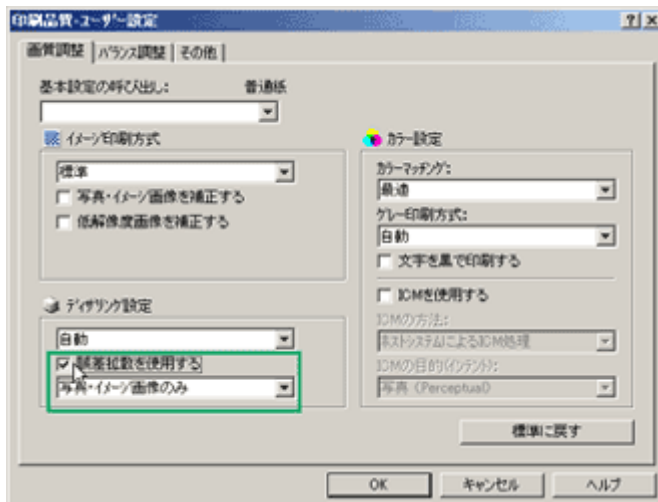 印刷品質-ユーザー設定
画質調整 バランス調整 その他
基本設定の呼び出し: 普通紙
イメージ印刷方式
標準
写真・イメージ画像を補正する
低解像度画像を補正する
ディザリング設定
自動
誤差拡散を使用する
写真・イメージ画像のみ
カラー設定
カラーマッチング:
最適
グレー印刷方式:
自動
文字を黒で印刷する
ICMを使用する
ICMの方法:
ホストシステムによるICM処理
ICMの目的(インテント):
写真 (Perceptual)
標準に戻す
OK キャンセル ヘルプ